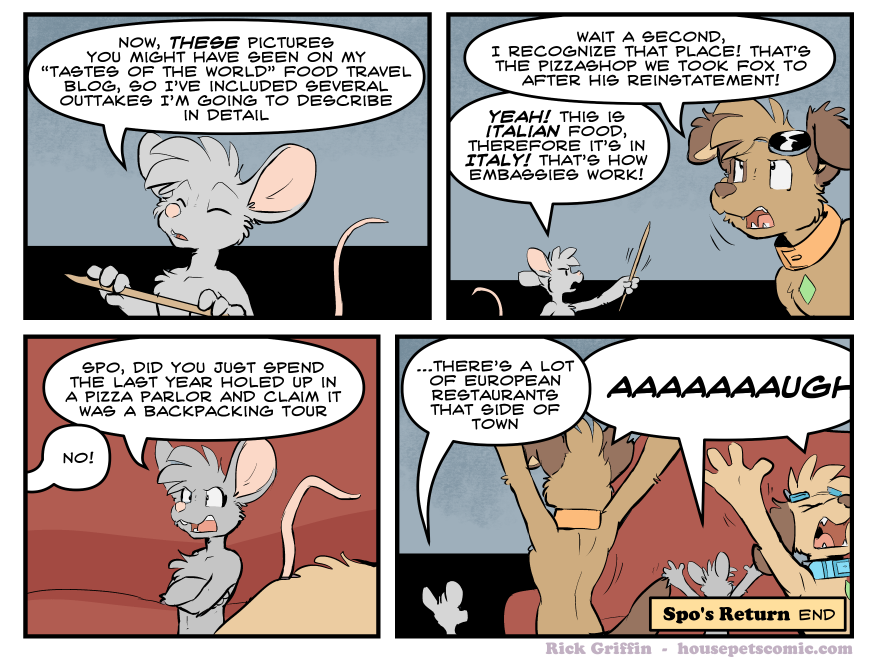 NOW, THESE PICTURES
YOU MIGHT HAVE SEEN ON MY
"TASTES OF THE WORLD" FOOD TRAVEL
BLOG, SO I'VE INCLUDED SEVERAL
OUTTAKES I'M GOING TO DESCRIBE
IN DETAIL
WAIT A SECOND,
I RECOGNIZE THAT PLACE! THAT'S
THE PIZZASHOP WE TOOK FOX TO
AFTER HIS REINSTATEMENT!
YEAH! THIS IS
ITALIAN FOOD,
THEREFORE IT'S IN
ITALY! THAT'S HOW
EMBASSIES WORK!
SPO, DID YOU JUST SPEND
THE LAST YEAR HOLED UP IN
A PIZZA PARLOR AND CLAIM IT
WAS A BACKPACKING TOUR
NO!
...THERE'S A LOT
OF EUROPEAN
RESTAURANTS
THAT SIDE OF
TOWN
AAAAAAAUGH
Spo's Return END
Rick Griffin - housepetscomic.com